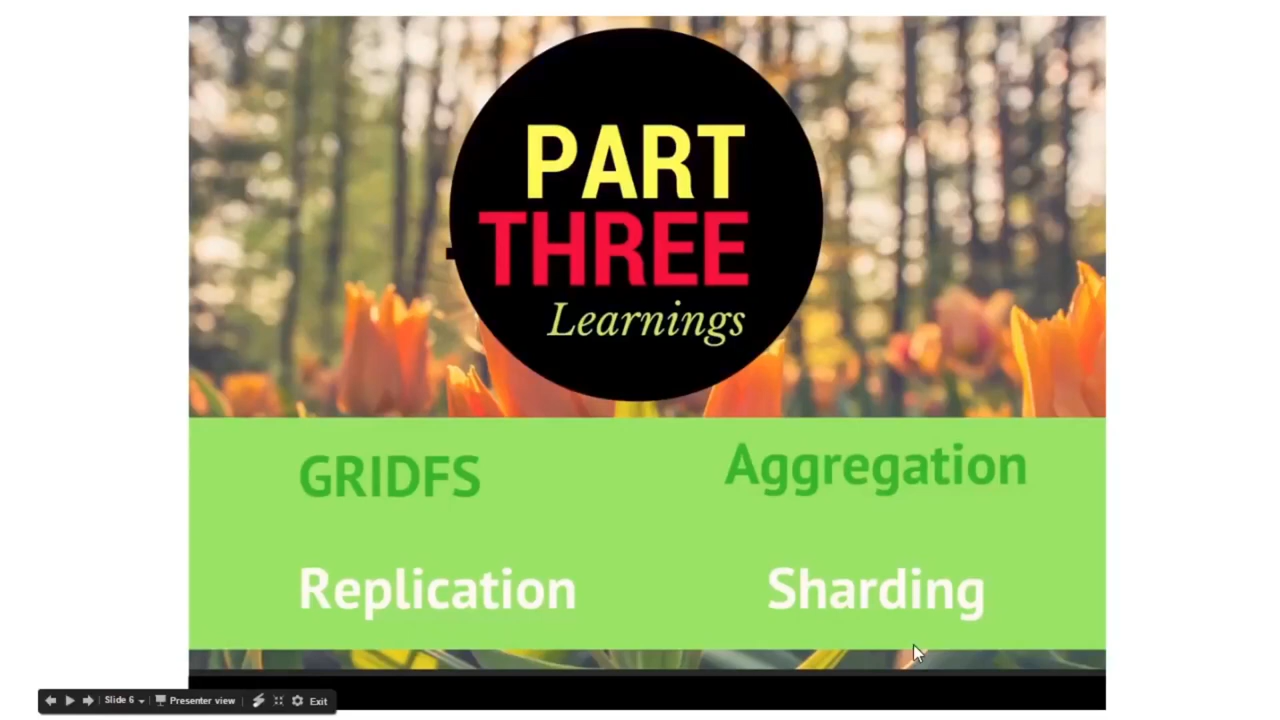 PART
THREE
Learnings
GRIDFS
Aggregation
Replication
Sharding
Slide 6
Presenter view
Exit